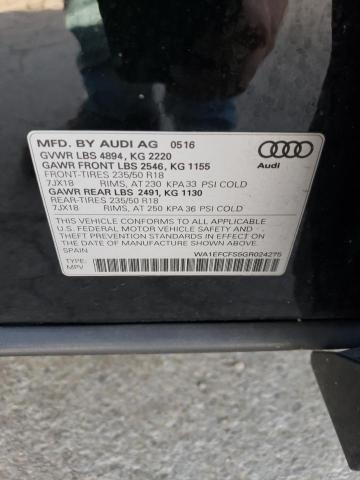 MFD. BY AUDI AG 0516
GVWR LBS 4894, KG 2220
GAWR FRONT LBS 2546, KG 1155
FRONT-TIRES 235/50 R18
7JX18 RIMS, AT 230 KPA 33 PSI COLD
GAWR REAR LBS 2491, KG 1130
REAR-TIRES 235/50 R18
7JX18 RIMS, AT 250 KPA 36 PSI COLD
Audi
THIS VEHICLE CONFORMS TO ALL APPLICABLE
U.S. FEDERAL MOTOR VEHICLE SAFETY AND
THEFT PREVENTION STANDARDS IN EFFECT ON
THE DATE OF MANUFACTURE SHOWN ABOVE.
SPAIN
TYPE: WA1EFCFS5GR024275
MPV